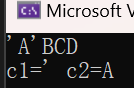 Microsoft V
'A'BCD
c1=' c2=A